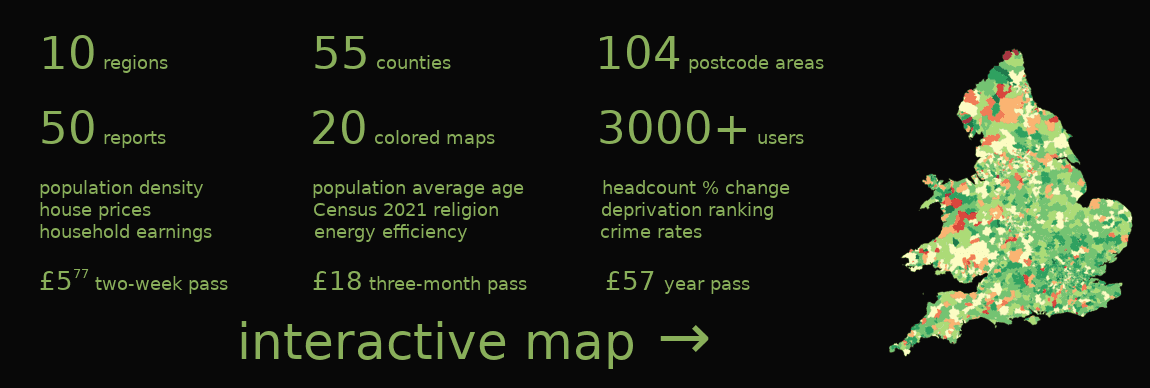 10 regions 55 counties 104 postcode areas
50 reports 20 colored maps 3000+ users
population density population average age headcount % change
house prices Census 2021 religion deprivation ranking
household earnings energy efficiency crime rates
£5⁷⁷ two-week pass £18 three-month pass £57 year pass
interactive map →